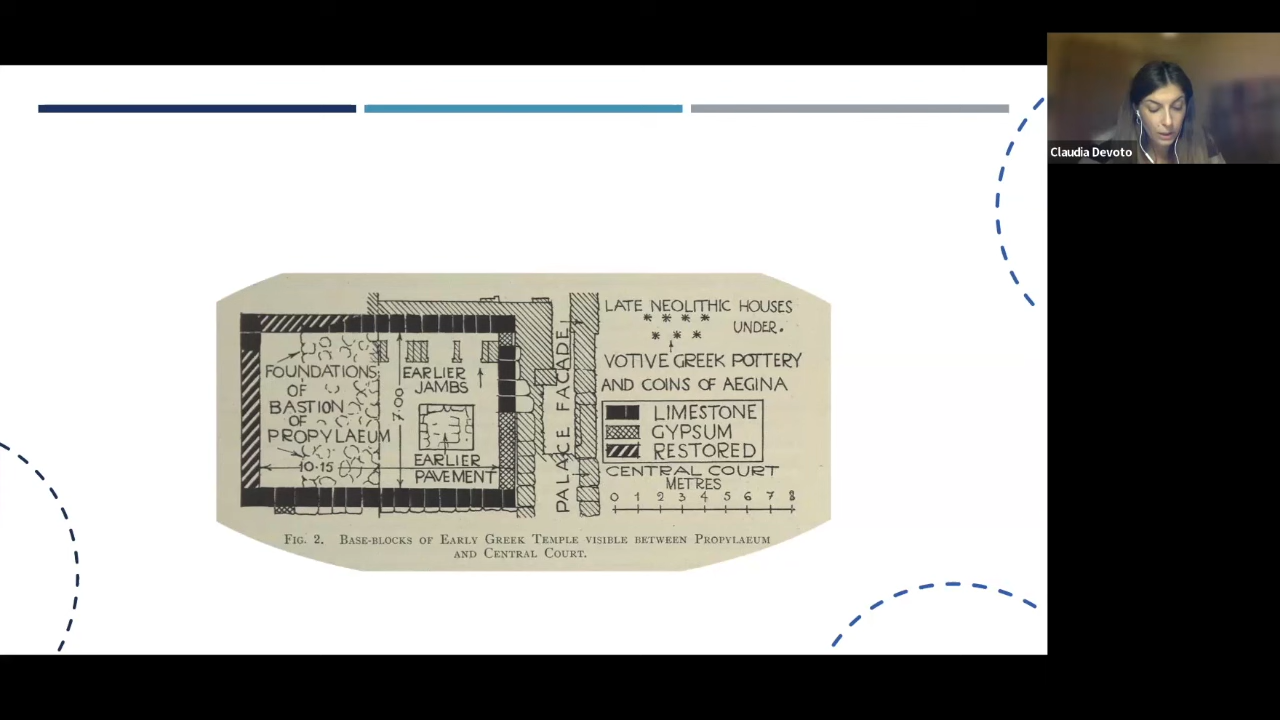 Claudia Devoto
LATE NEOLITHIC HOUSES
UNDER.
VOTIVE GREEK POTTERY
AND COINS OF AEGINA
LIMESTONE
GYPSUM
RESTORED
CENTRAL COURT
METRES
0 1 2 3 4 5 6 7 8
FOUNDATIONS
OF
BASTION
OF
PROPYLAEUM
10·15
7·00
EARLIER
JAMBS
EARLIER
PAVEMENT
PALACE FACADE
FIG. 2. BASE-BLOCKS OF EARLY GREEK TEMPLE VISIBLE BETWEEN PROPYLAEUM
AND CENTRAL COURT.